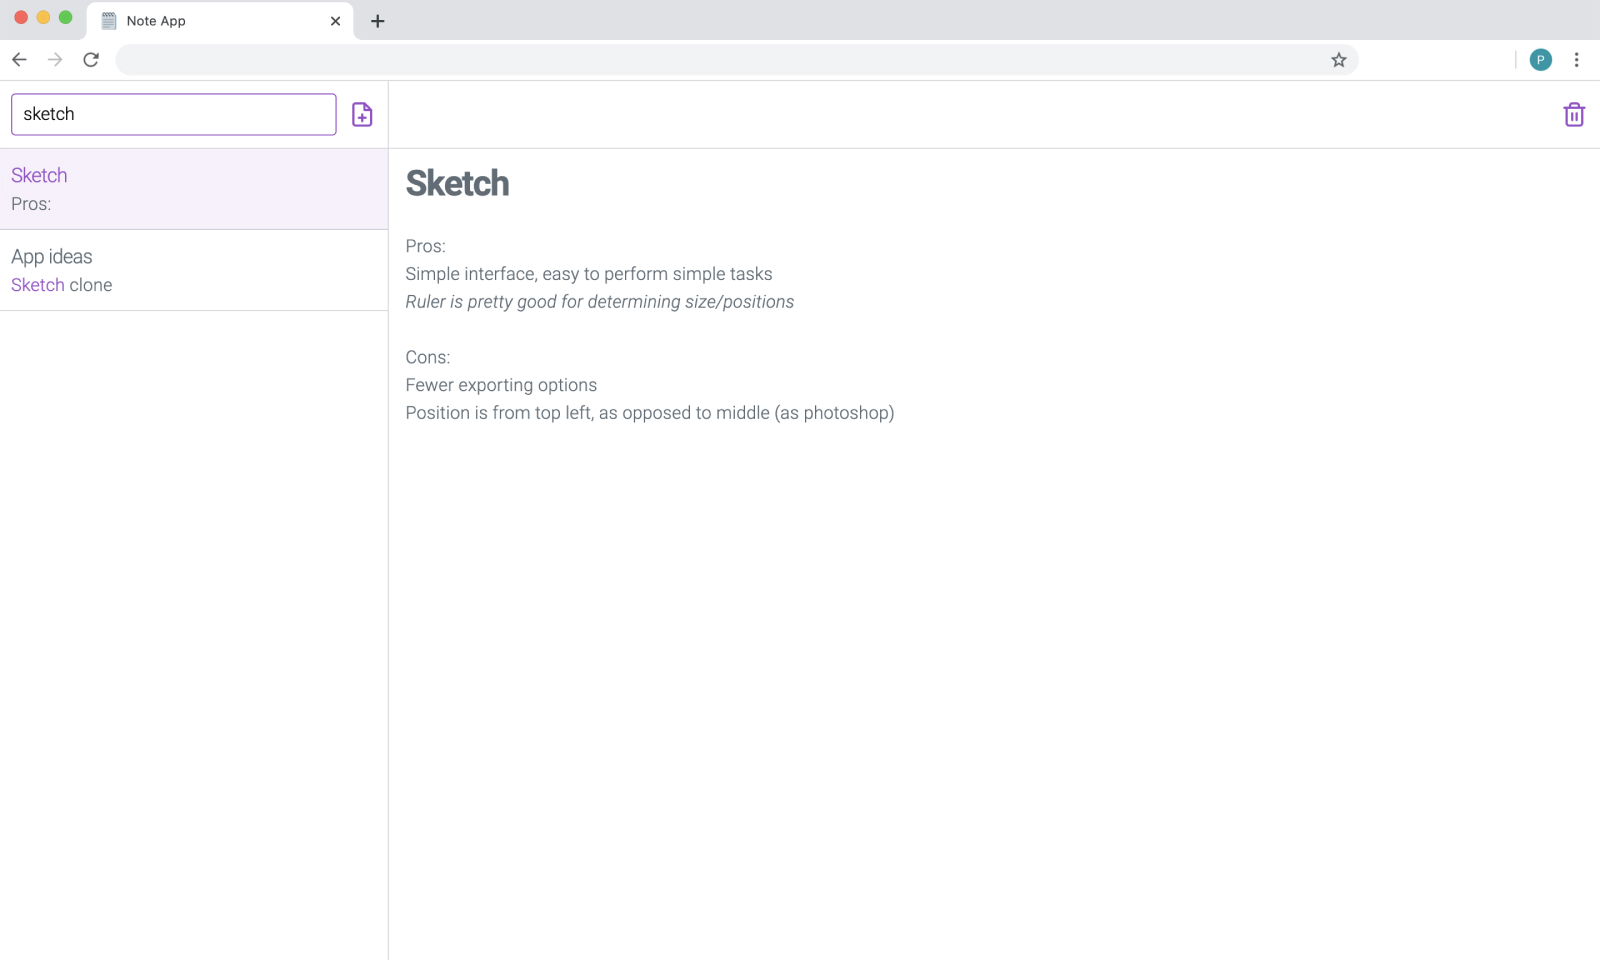 Note App
P
sketch
Sketch
Pros:
App ideas
Sketch clone
Sketch
Pros:
Simple interface, easy to perform simple tasks
Ruler is pretty good for determining size/positions
Cons:
Fewer exporting options
Position is from top left, as opposed to middle (as photoshop)